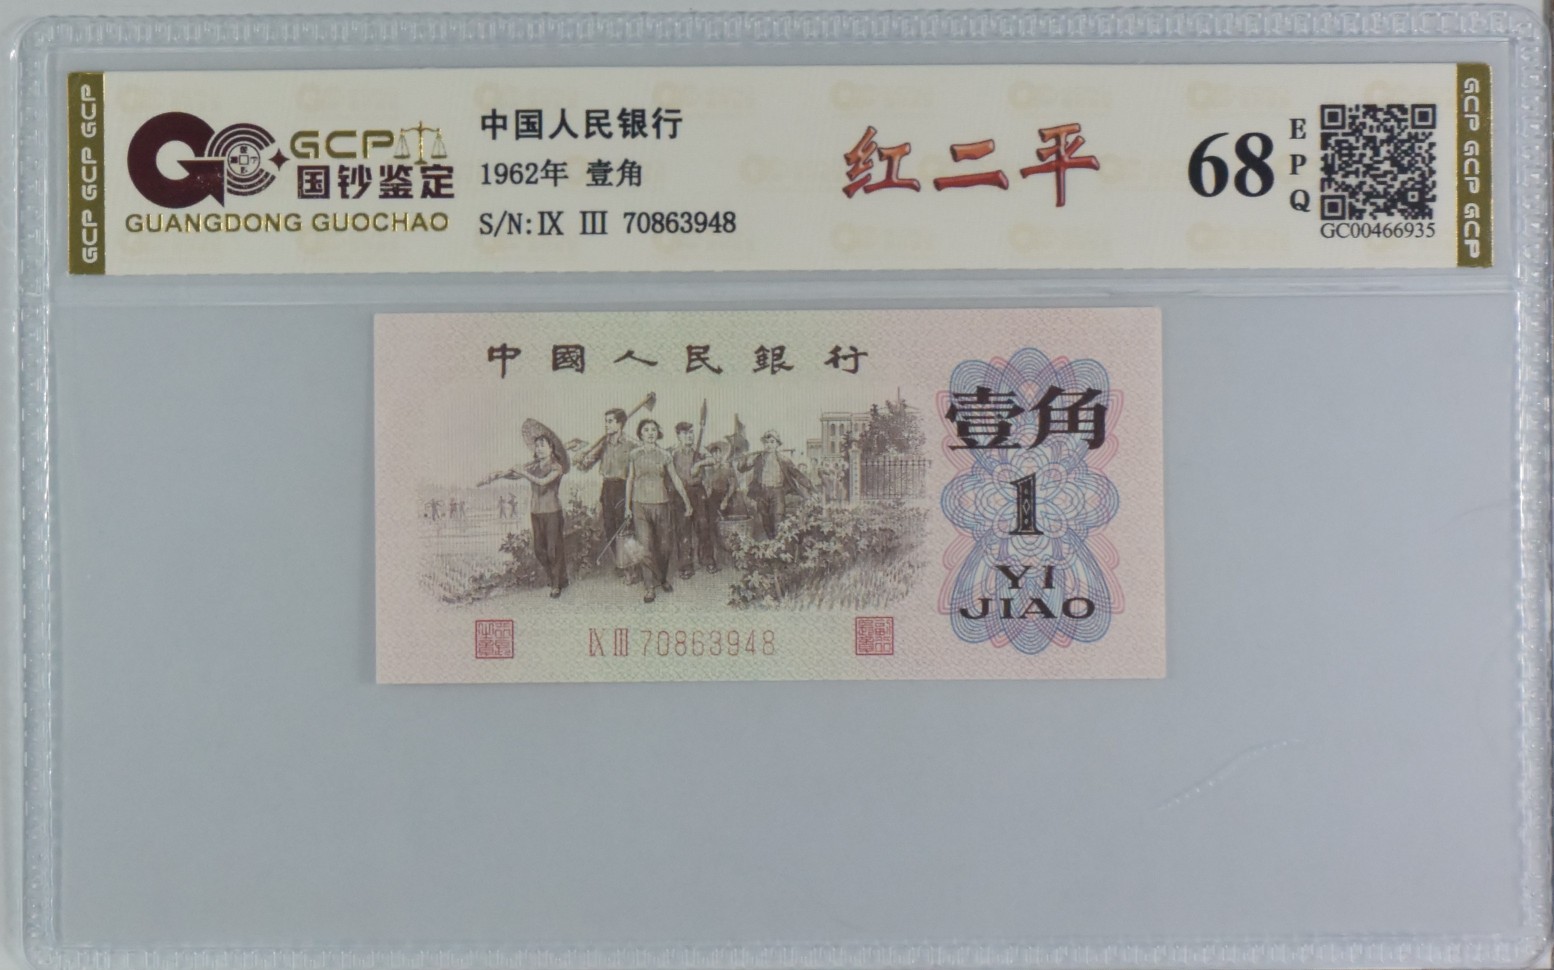 GCP GCP GCP
GCP
国钞鉴定
GUANGDONG GUOCHAO
中国人民银行
1962年 壹角
S/N: IX III 70863948
红二平
68
EPQ
GC00466935
GCP GCP GCP
中國人民銀行
壹角
1
YI
JIAO
IX III 70863948